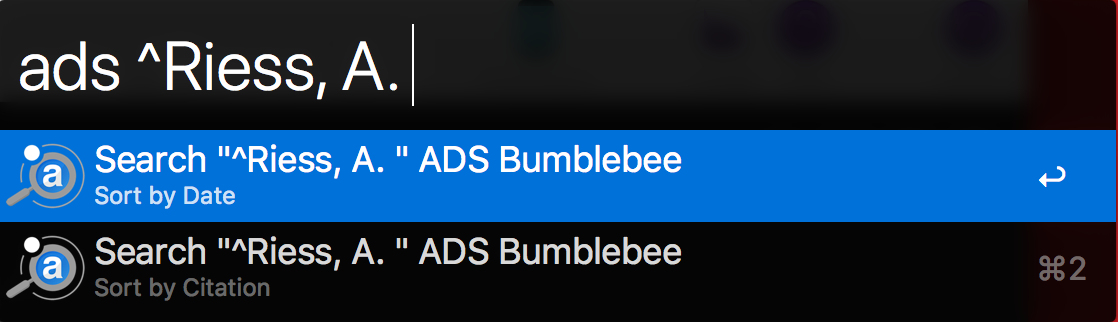 ads ^Riess, A.
a Search "^Riess, A. " ADS Bumblebee ↩
Sort by Date
a Search "^Riess, A. " ADS Bumblebee ⌘2
Sort by Citation